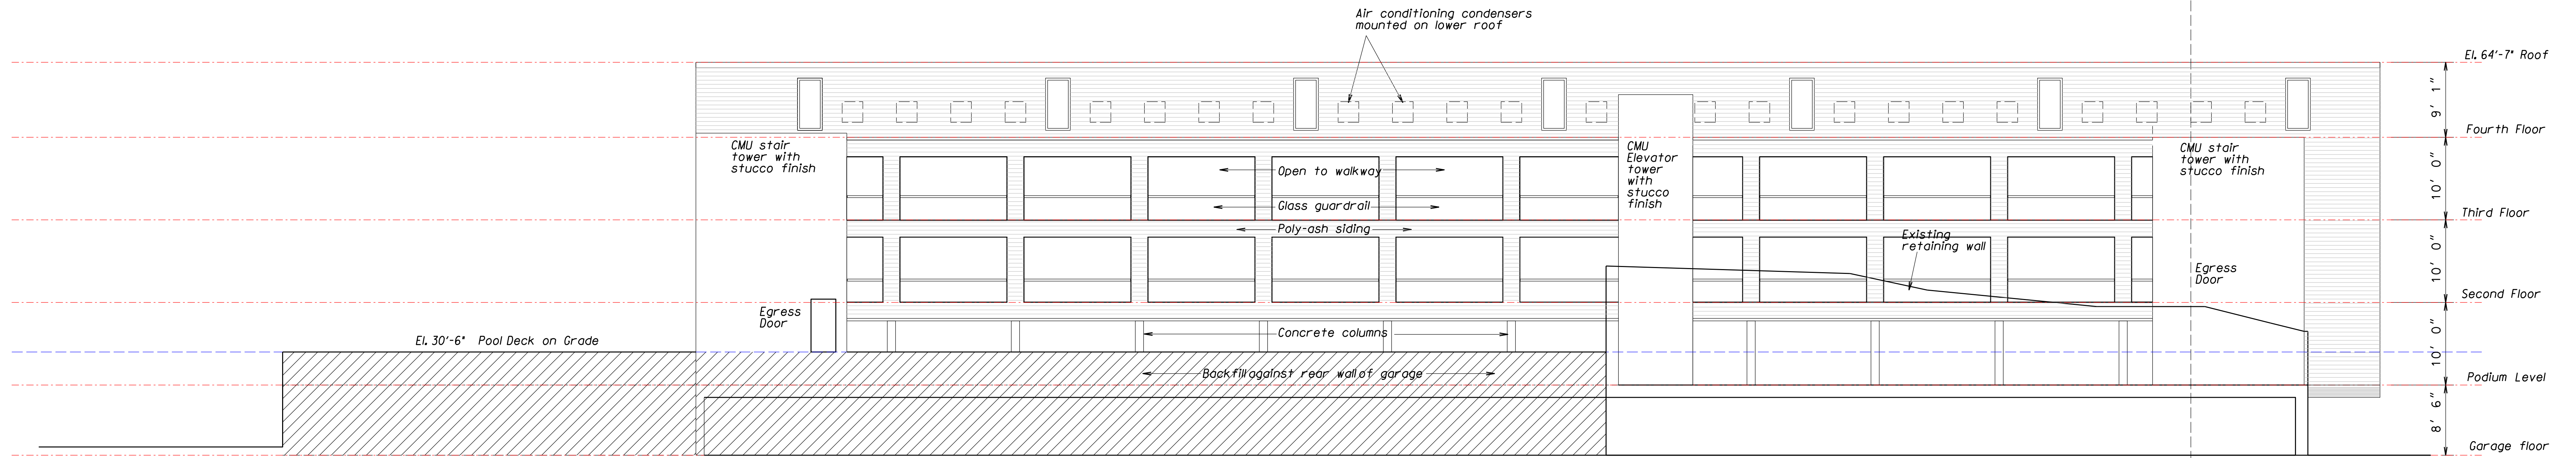 Air conditioning condensers
mounted on lower roof
El. 64'-7" Roof
9' 1"
Fourth Floor
CMU stair
tower with
stucco finish
Open to walkway
CMU
Elevator
tower
with
stucco
finish
CMU stair
tower with
stucco finish
10' 0"
Glass guardrail
Third Floor
Poly-ash siding
Existing
retaining wall
10' 0"
Egress
Door
Second Floor
Egress
Door
Concrete columns
El. 30'-6" Pool Deck on Grade
10' 0"
Backfill against rear wall of garage
Podium Level
8' 6"
Garage floor